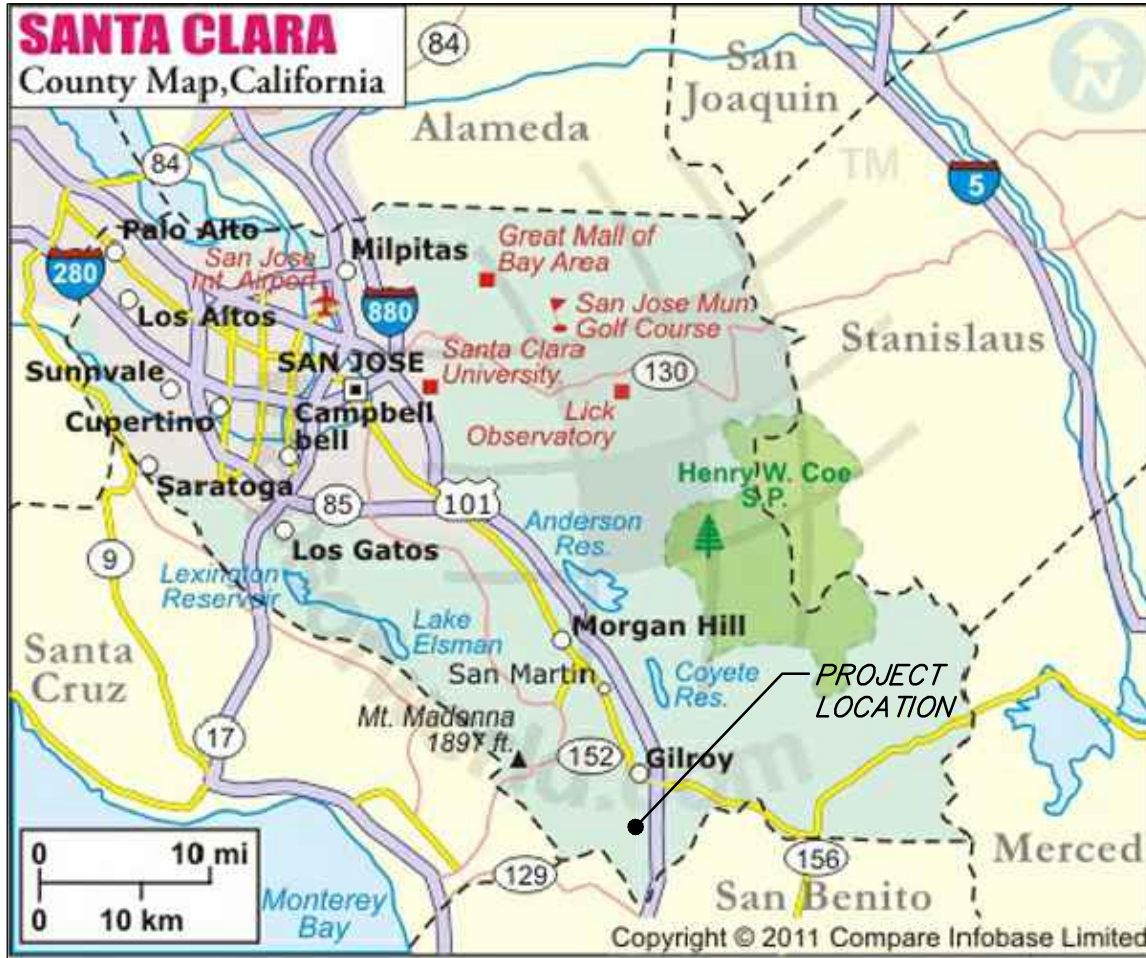 SANTA CLARA
County Map,California
84
San
Joaquin
N
Alameda
TM
84
5
Palo Alto
280
San Jose
Int. Airport
Milpitas
Great Mall of
Bay Area
880
San Jose Mun
Golf Course
Los Altos
Stanislaus
Sunnvale
SAN JOSE
Santa Clara
University
130
Cupertino
Campbell
bell
Lick
Observatory
Saratoga
Henry W. Coe
S.P.
85
101
9
Los Gatos
Anderson
Res.
Lexington
Reservoir
Lake
Elsman
Morgan Hill
Santa
Cruz
San Martin
Coyete
Res.
PROJECT
LOCATION
Mt. Madonna
1897 ft.
17
152
Gilroy
0 10 mi
0 10 km
129
156
Merced
Monterey
Bay
San Benito
Copyright © 2011 Compare Infobase Limited